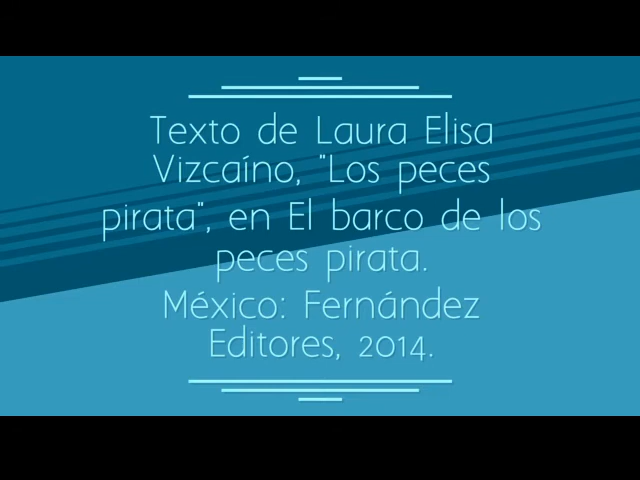 Texto de Laura Elisa
Vizcaíno, "Los peces
pirata", en El barco de los
peces pirata.
México: Fernández
Editores, 2014.